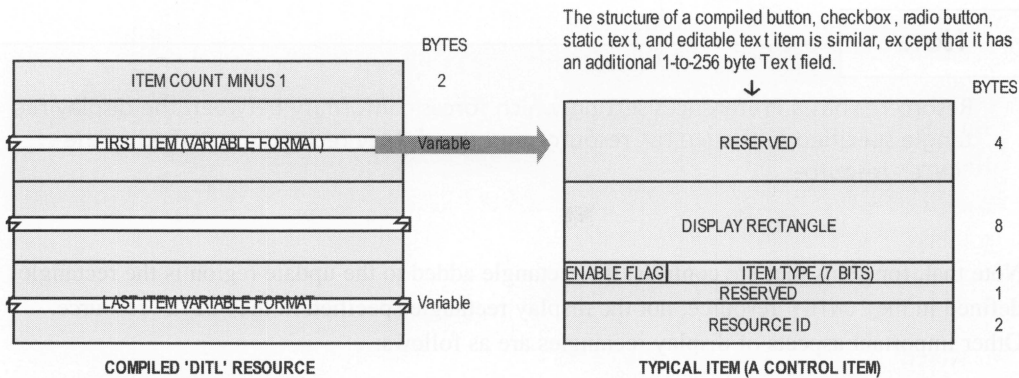 The structure of a compiled button, checkbox, radio button,
static text, and editable text item is similar, except that it has
an additional 1-to-256 byte Text field.
BYTES
ITEM COUNT MINUS 1 2
FIRST ITEM (VARIABLE FORMAT) Variable
LAST ITEM VARIABLE FORMAT Variable
COMPILED 'DITL' RESOURCE
BYTES
RESERVED 4
DISPLAY RECTANGLE 8
ENABLE FLAG ITEM TYPE (7 BITS) 1
RESERVED 1
RESOURCE ID 2
TYPICAL ITEM (A CONTROL ITEM)